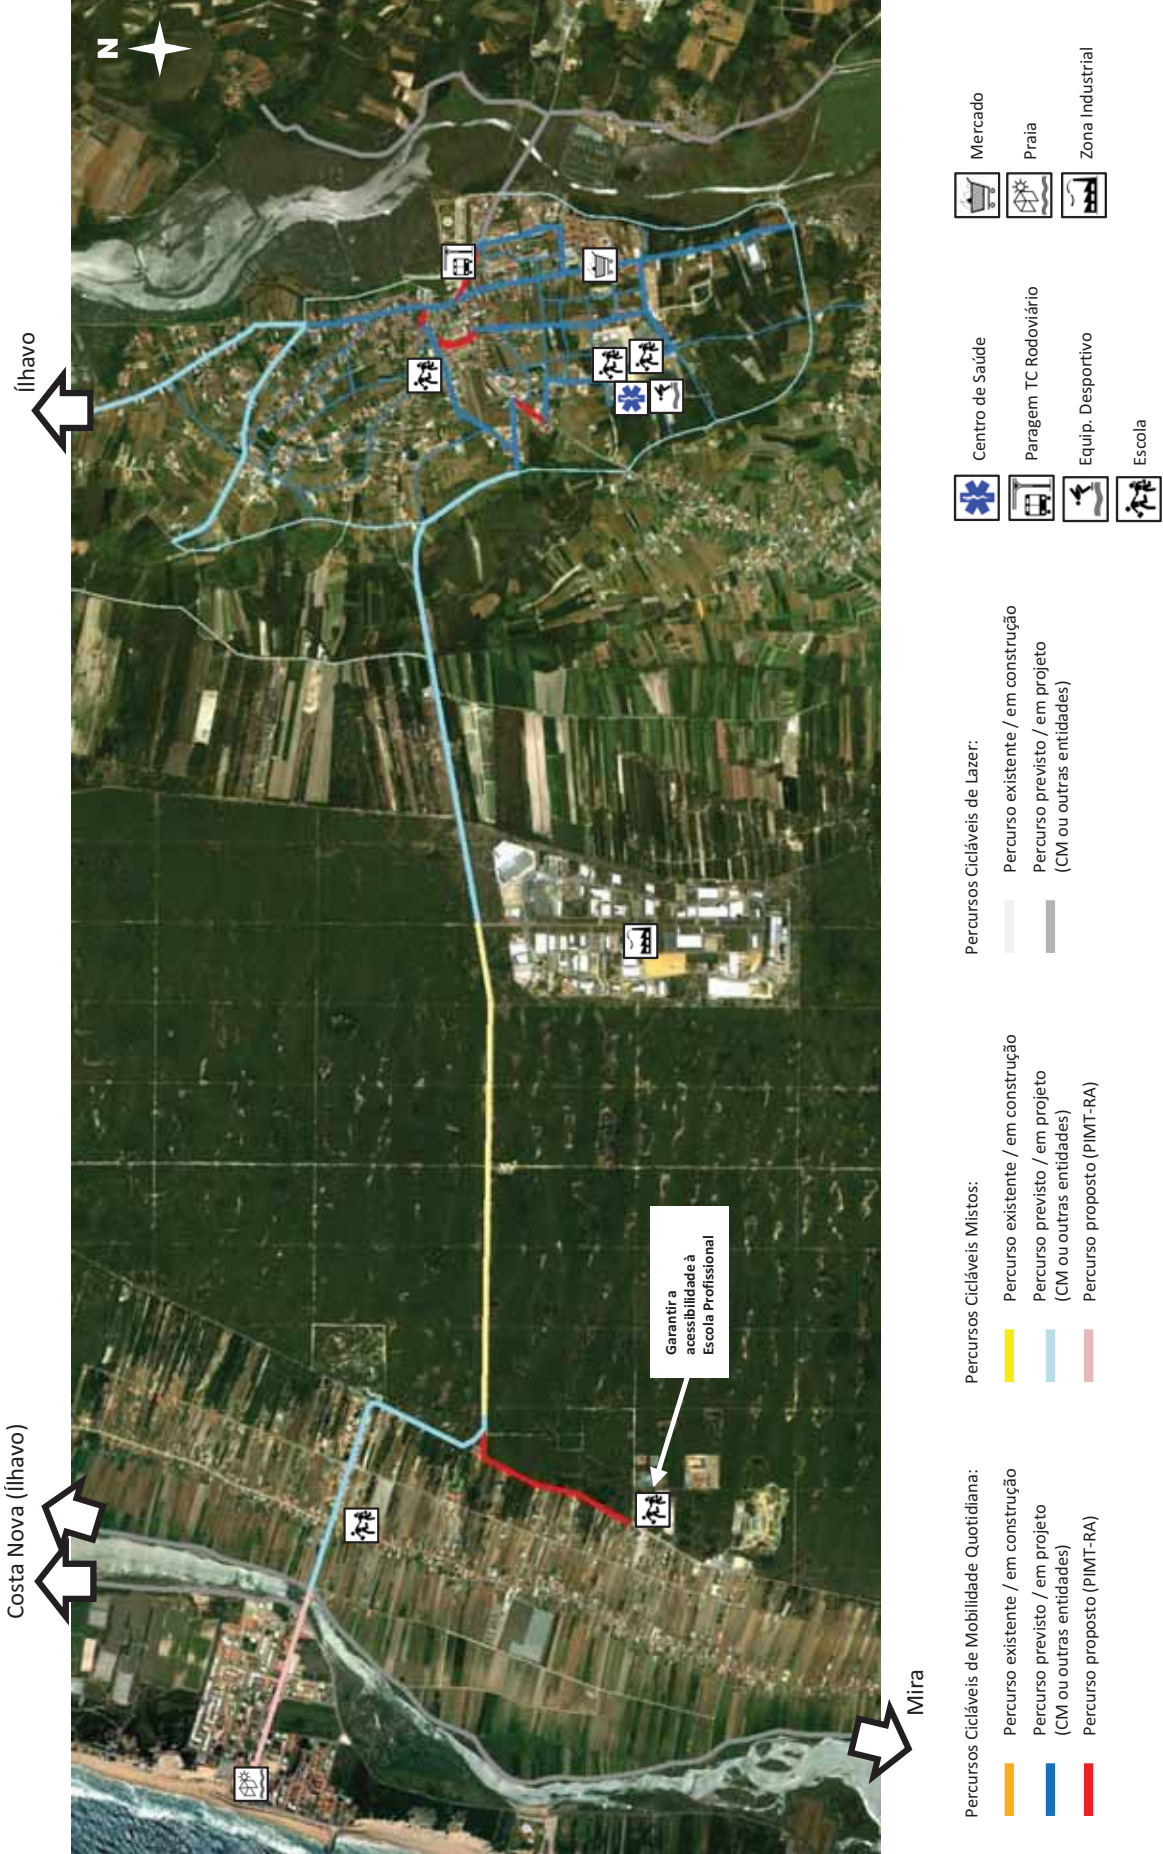 Costa Nova (Ílhavo)
Ílhavo
N
Garantir a
acessibilidade à
Escola Profissional
Mira
Percursos Cicláveis de Mobilidade Quotidiana:
Percurso existente / em construção
Percurso previsto / em projeto
(CM ou outras entidades)
Percurso proposto (PIMT-RA)
Percursos Cicláveis Mistos:
Percurso existente / em construção
Percurso previsto / em projeto
(CM ou outras entidades)
Percurso proposto (PIMT-RA)
Percursos Cicláveis de Lazer:
Percurso existente / em construção
Percurso previsto / em projeto
(CM ou outras entidades)
Centro de Saúde
Paragem TC Rodoviário
Equip. Desportivo
Escola
Mercado
Praia
Zona Industrial